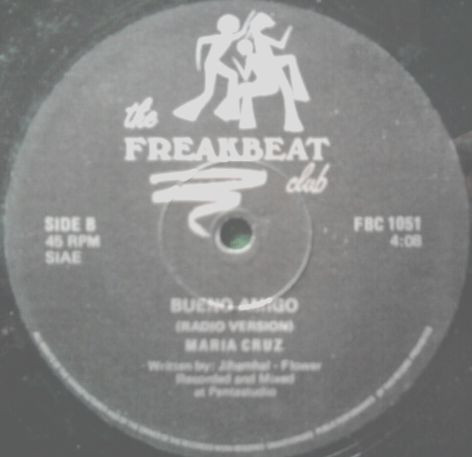 the
FREAKBEAT
club
SIDE B
45 RPM
SIAE
FBC 1051
4:08
BUENO AMIGO
(RADIO VERSION)
MARIA CRUZ
Written by: - Flower
Recorded and Mixed
at Pentastudio